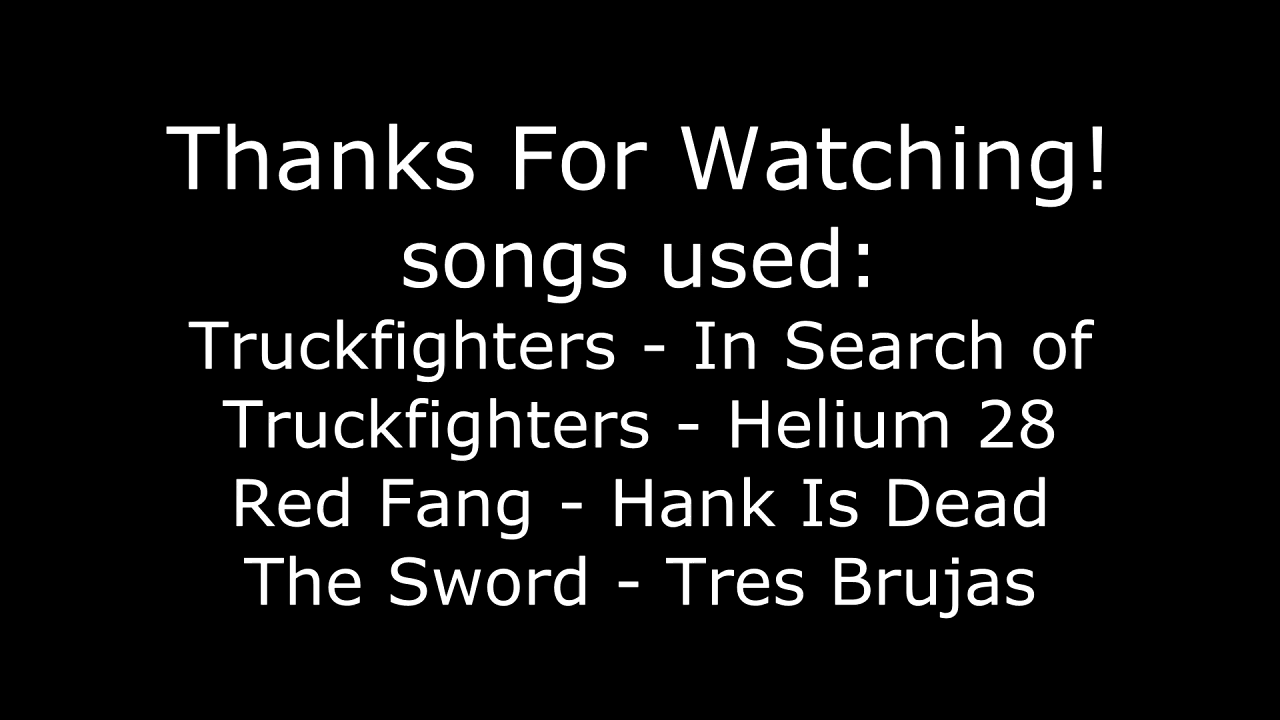 Thanks For Watching!
songs used:
Truckfighters - In Search of
Truckfighters - Helium 28
Red Fang - Hank Is Dead
The Sword - Tres Brujas